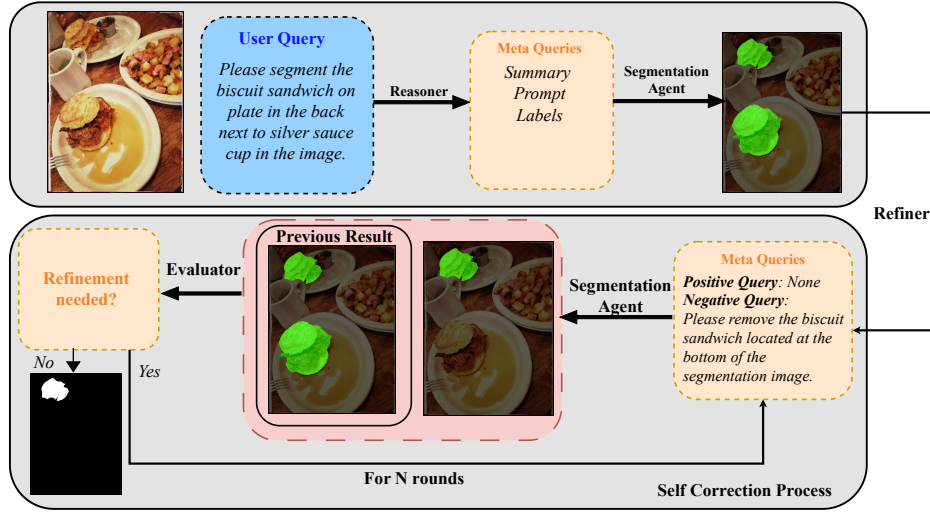 User Query
Please segment the
biscuit sandwich on
plate in the back
next to silver sauce
cup in the image.
Reasoner
Meta Queries
Summary
Prompt
Labels
Segmentation
Agent
Refiner
Meta Queries
Positive Query: None
Negative Query:
Please remove the biscuit
sandwich located at the
bottom of the
segmentation image.
Segmentation
Agent
Previous Result
Evaluator
Refinement
needed?
No
Yes
For N rounds
Self Correction Process